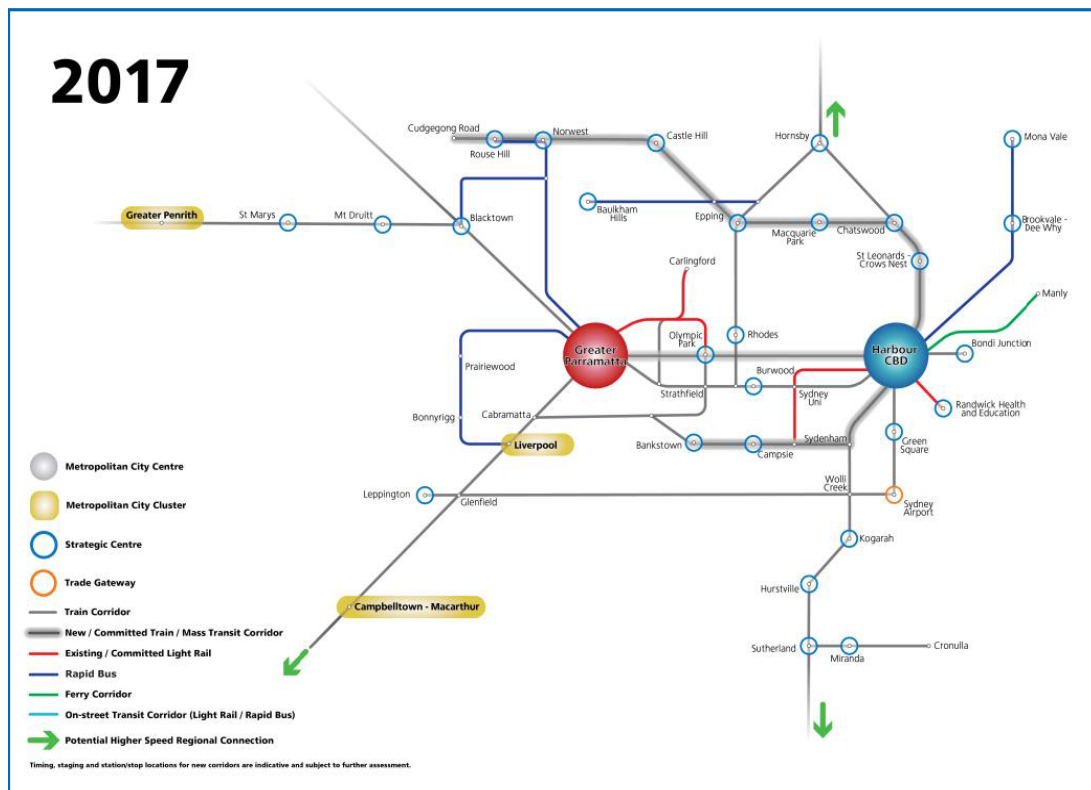 2017
Cudgegong Road
Rouse Hill
Norwest
Castle Hill
Hornsby
Mona Vale
Greater Penrith
St Marys
Mt Druitt
Blacktown
Baulkham
Hills
Epping
Macquarie
Park
Chatswood
Brookvale -
Dee Why
St Leonards -
Crows Nest
Carlingford
Manly
Greater
Parramatta
Olympic
Park
Rhodes
Harbour
CBD
Bondi Junction
Prairiewood
Strathfield
Burwood
Sydney
Uni
Randwick Health
and Education
Bonnyrigg
Cabramatta
Liverpool
Bankstown
Campsie
Sydenham
Green
Square
Leppington
Glenfield
Wolli
Creek
Sydney
Airport
Kogarah
Hurstville
Campbelltown - Macarthur
Sutherland
Miranda
Cronulla
Metropolitan City Centre
Metropolitan City Cluster
Strategic Centre
Trade Gateway
Train Corridor
New / Committed Train / Mass Transit Corridor
Existing / Committed Light Rail
Rapid Bus
Ferry Corridor
On-street Transit Corridor (Light Rail / Rapid Bus)
Potential Higher Speed Regional Connection
Timing, staging and station/stop locations for new corridors are indicative and subject to further assessment.